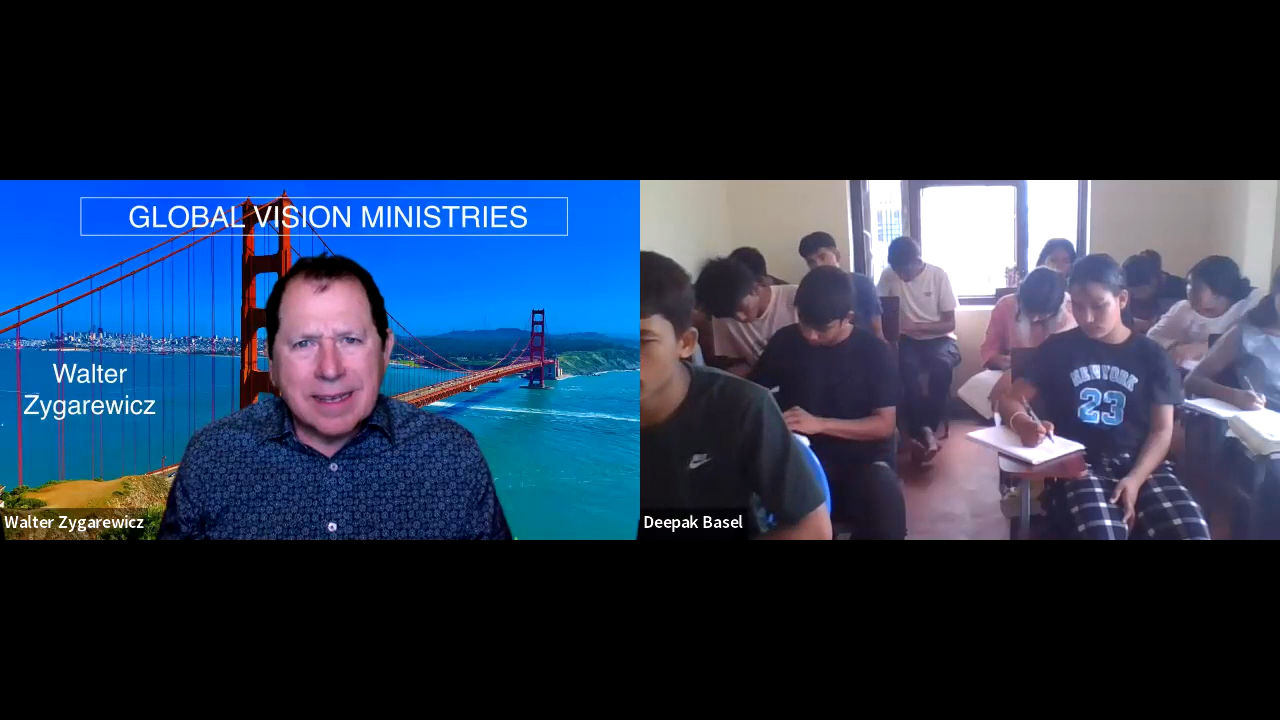 GLOBAL VISION MINISTRIES
Walter
Zygarewicz
Walter Zygarewicz
Deepak Basel
NEW YORK
23